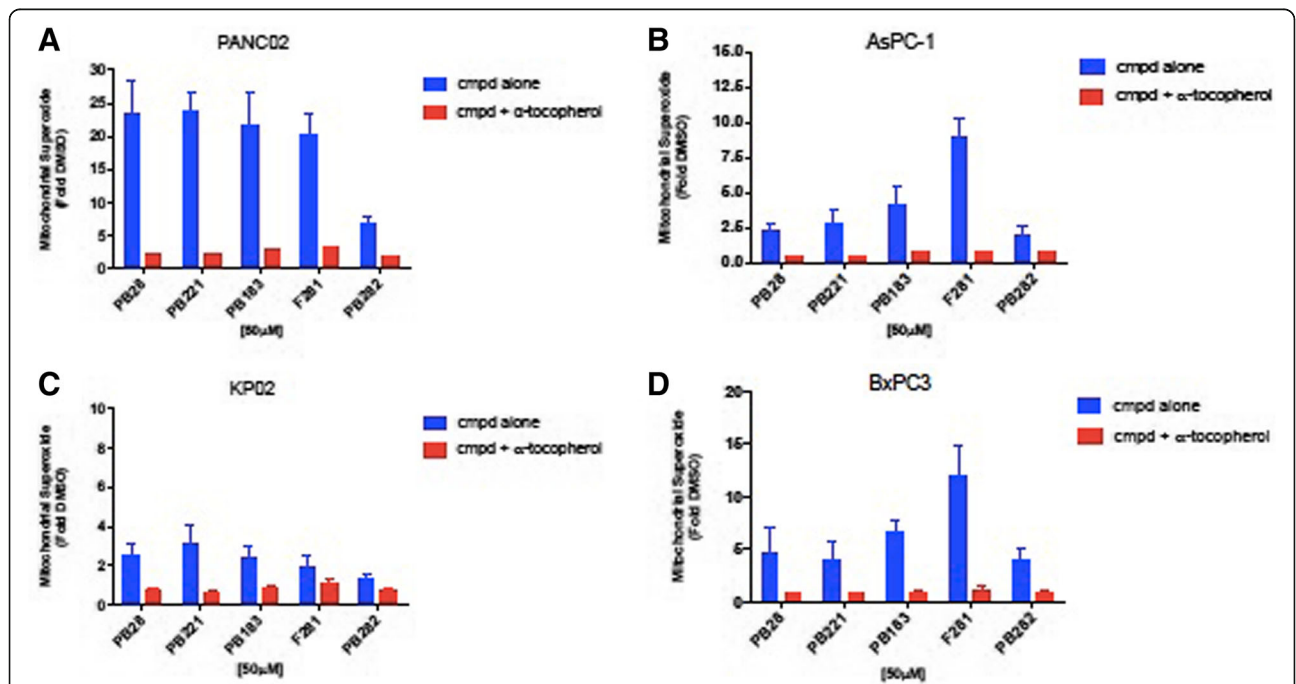 A
PANC02
Mitochondrial Superoxide
(Fold DMSO)
30
25
20
15
10
5
0
PB28
PB221
PB183
F281
PB282
[50μM]
cmpd alone
cmpd + α-tocopherol
B
AsPC-1
Mitochondrial Superoxide
(Fold DMSO)
15.0
12.5
10.0
7.5
5.0
2.5
0.0
PB28
PB221
PB183
F281
PB282
[50μM]
cmpd alone
cmpd + α-tocopherol
C
KP02
Mitochondrial Superoxide
(Fold DMSO)
10
8
6
4
2
0
PB28
PB221
PB183
F281
PB282
[50μM]
cmpd alone
cmpd + α-tocopherol
D
BxPC3
Mitochondrial Superoxide
(Fold DMSO)
20
15
10
5
0
PB28
PB221
PB183
F281
PB282
[50μM]
cmpd alone
cmpd + α-tocopherol